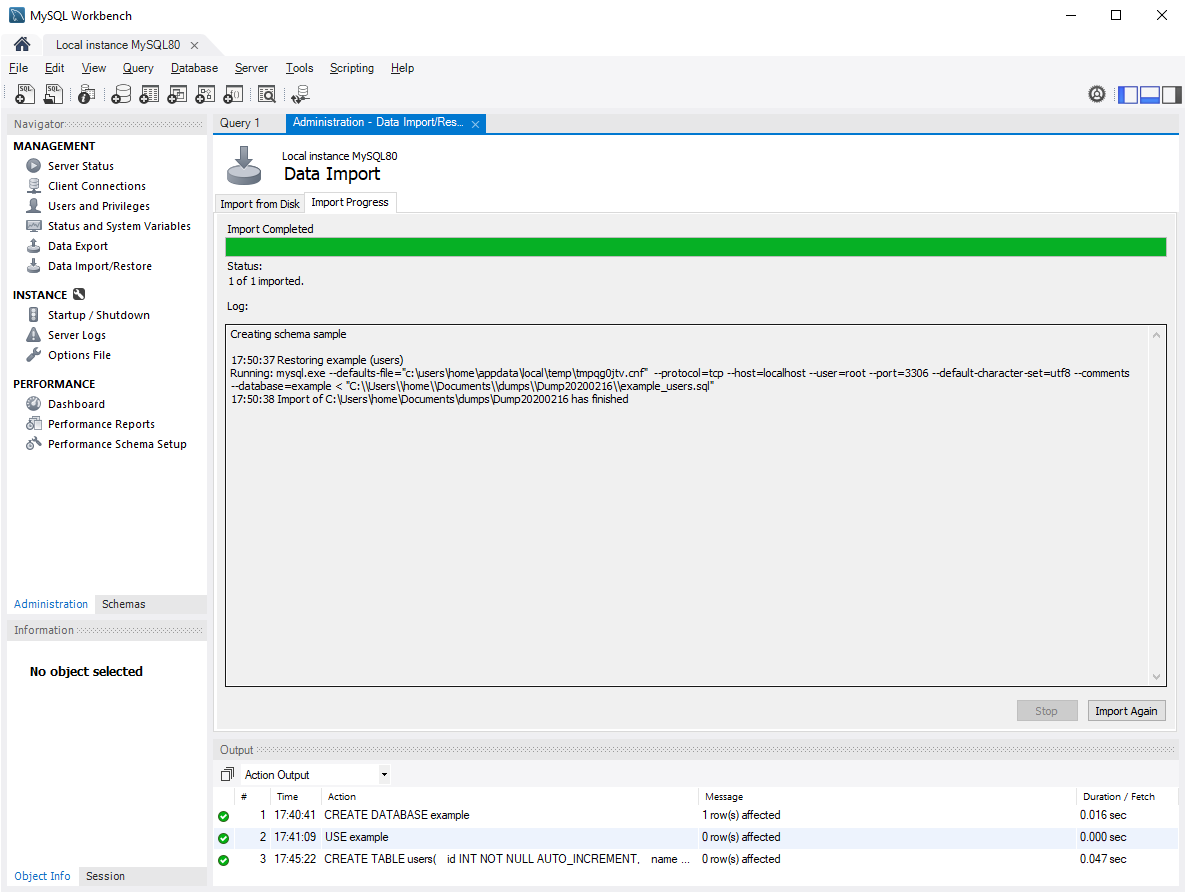 MySQL Workbench
Local instance MySQL80
File Edit View Query Database Server Tools Scripting Help
Navigator
MANAGEMENT
Server Status
Client Connections
Users and Privileges
Status and System Variables
Data Export
Data Import/Restore
INSTANCE
Startup / Shutdown
Server Logs
Options File
PERFORMANCE
Dashboard
Performance Reports
Performance Schema Setup
Administration Schemas
Information
No object selected
Object Info Session
Query 1 Administration - Data Import/Res...
Local instance MySQL80
Data Import
Import from Disk Import Progress
Import Completed
Status:
1 of 1 imported.
Log:
Creating schema sample
17:50:37 Restoring example (users)
Running: mysql.exe --defaults-file="c:\users\home\appdata\local\temp\tmpqg0jtv.cnf" --protocol=tcp --host=localhost --user=root --port=3306 --default-character-set=utf8 --comments
--database=example < "C:\\Users\\home\\Documents\\dumps\\Dump20200216\\example_users.sql"
17:50:38 Import of C:\Users\home\Documents\dumps\Dump20200216 has finished
Stop Import Again
Output
Action Output
# Time Action Message Duration / Fetch
1 17:40:41 CREATE DATABASE example 1 row(s) affected 0.016 sec
2 17:41:09 USE example 0 row(s) affected 0.000 sec
3 17:45:22 CREATE TABLE users( id INT NOT NULL AUTO_INCREMENT, name ... 0 row(s) affected 0.047 sec